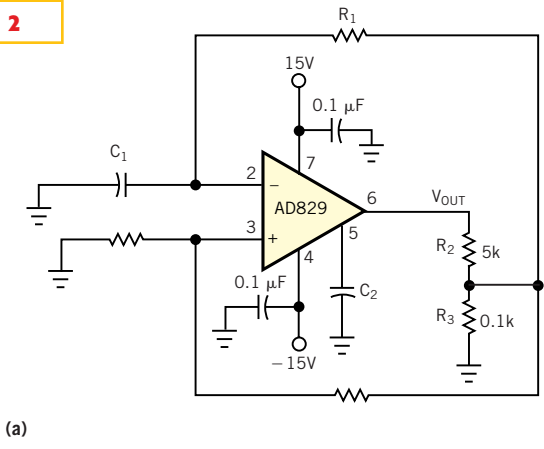 2
R1
15V
0.1 μF
C1
7
2
−
6
VOUT
AD829
3
+
5
R2
5k
4
0.1 μF
C2
R3
0.1k
−15V
(a)